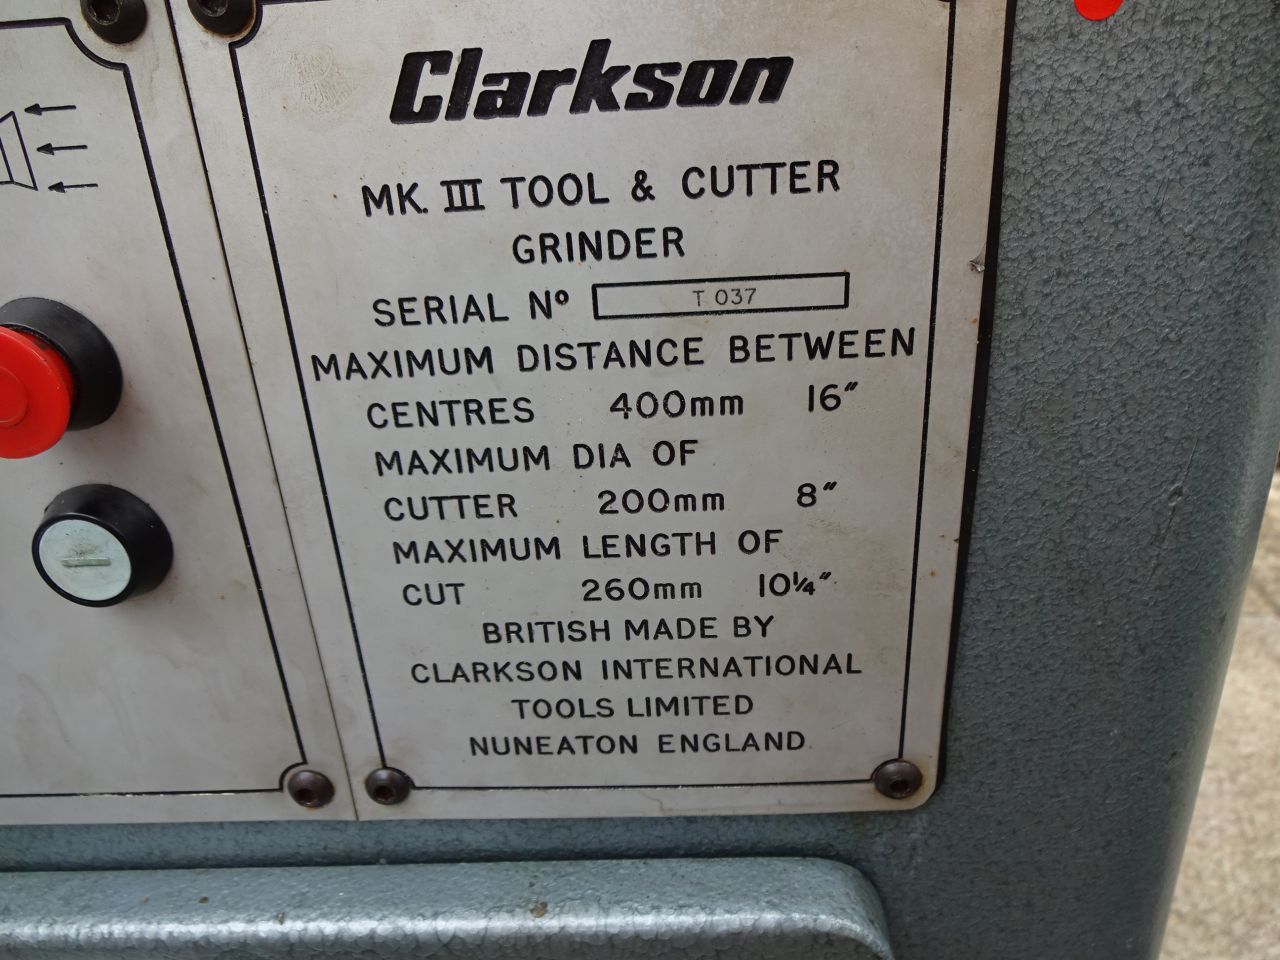 Clarkson
MK. III TOOL & CUTTER
GRINDER
SERIAL Nº T 037
MAXIMUM DISTANCE BETWEEN
CENTRES 400mm 16"
MAXIMUM DIA OF
CUTTER 200mm 8"
MAXIMUM LENGTH OF
CUT 260mm 10¼"
BRITISH MADE BY
CLARKSON INTERNATIONAL
TOOLS LIMITED
NUNEATON ENGLAND